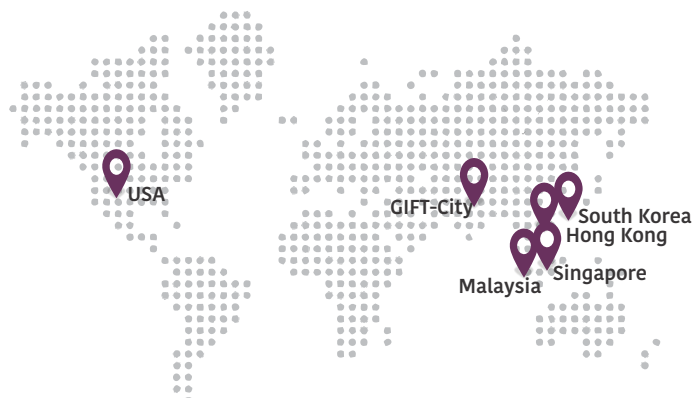 USA
GIFT-City
South Korea
Hong Kong
Singapore
Malaysia